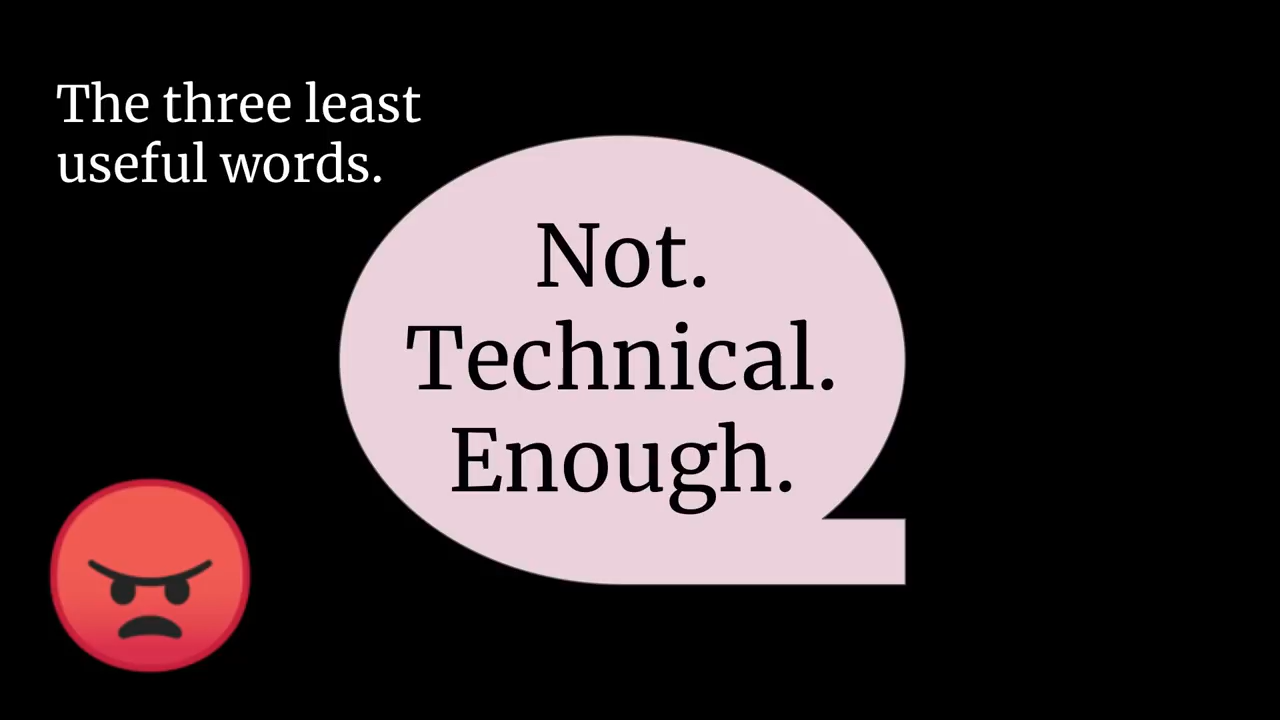 The three least
useful words.
Not.
Technical.
Enough.